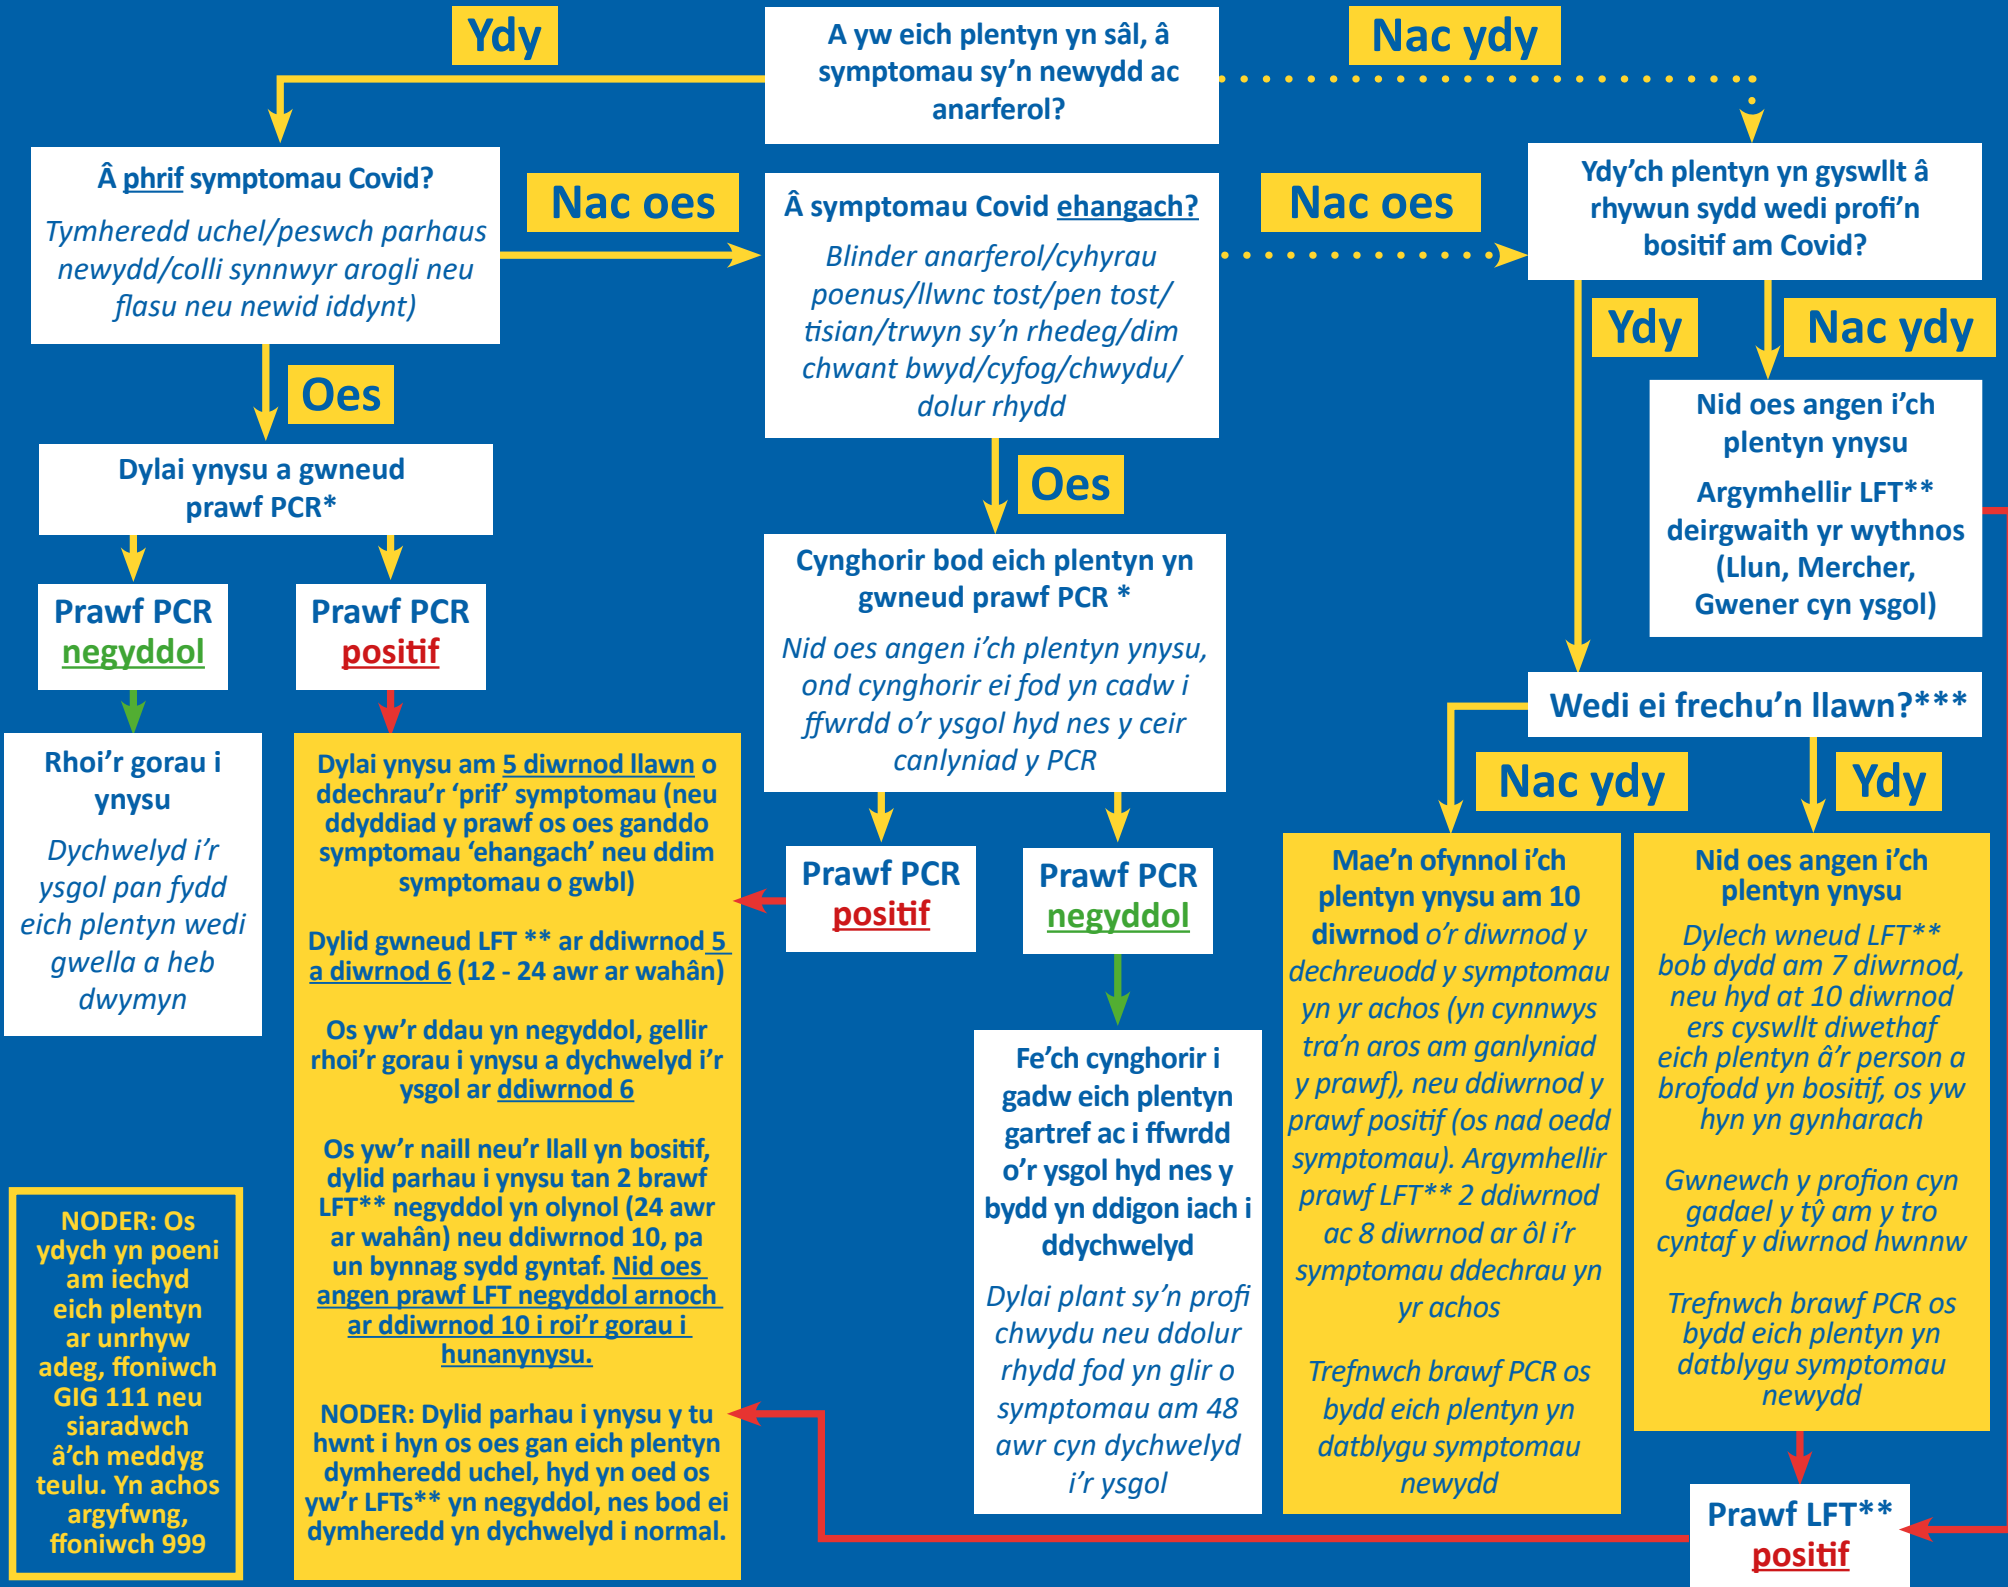 Ydy
A yw eich plentyn yn sâl, â
symptomau sy'n newydd ac
anarferol?
Nac ydy
Â phrif symptomau Covid?
Tymheredd uchel/peswch parhaus
newydd/colli synnwyr arogli neu
flasu neu newid iddynt)
Nac oes
Â symptomau Covid ehangach?
Blinder anarferol/cyhyrau
poenus/llwnc tost/pen tost/
tisian/trwyn sy'n rhedeg/dim
chwant bwyd/cyfog/chwydu/
dolur rhydd
Nac oes
Ydy'ch plentyn yn gyswllt â
rhywun sydd wedi profi'n
bositif am Covid?
Oes
Dylai ynysu a gwneud
prawf PCR*
Prawf PCR
negyddol
Prawf PCR
positif
Rhoi'r gorau i
ynysu
Dychwelyd i'r
ysgol pan fydd
eich plentyn wedi
gwella a heb
dwymyn
Dylai ynysu am 5 diwrnod llawn o
ddechrau'r 'prif' symptomau (neu
ddyddiad y prawf os oes ganddo
symptomau 'ehangach' neu ddim
symptomau o gwbl)
Dylid gwneud LFT ** ar ddiwrnod 5
a diwrnod 6 (12 - 24 awr ar wahân)
Os yw'r ddau yn negyddol, gellir
rhoi'r gorau i ynysu a dychwelyd i'r
ysgol ar ddiwrnod 6
Os yw'r naill neu'r llall yn bositif,
dylid parhau i ynysu tan 2 brawf
LFT** negyddol yn olynol (24 awr
ar wahân) neu ddiwrnod 10, pa
un bynnag sydd gyntaf. Nid oes
angen prawf LFT negyddol arnoch
ar ddiwrnod 10 i roi'r gorau i
hunanynysu.
NODER: Dylid parhau i ynysu y tu
hwnt i hyn os oes gan eich plentyn
dymheredd uchel, hyd yn oed os
yw'r LFTs** yn negyddol, nes bod ei
dymheredd yn dychwelyd i normal.
NODER: Os
ydych yn poeni
am iechyd
eich plentyn
ar unrhyw
adeg, ffoniwch
GIG 111 neu
siaradwch
â'ch meddyg
teulu. Yn achos
argyfwng,
ffoniwch 999
Oes
Cynghorir bod eich plentyn yn
gwneud prawf PCR *
Nid oes angen i'ch plentyn ynysu,
ond cynghorir ei fod yn cadw i
ffwrdd o'r ysgol hyd nes y ceir
canlyniad y PCR
Prawf PCR
positif
Prawf PCR
negyddol
Fe'ch cynghorir i
gadw eich plentyn
gartref ac i ffwrdd
o'r ysgol hyd nes y
bydd yn ddigon iach i
ddychwelyd
Dylai plant sy'n profi
chwydu neu ddolur
rhydd fod yn glir o
symptomau am 48
awr cyn dychwelyd
i'r ysgol
Ydy
Nac ydy
Nid oes angen i'ch
plentyn ynysu
Argymhellir LFT**
deirgwaith yr wythnos
(Llun, Mercher,
Gwener cyn ysgol)
Wedi ei frechu'n llawn?***
Nac ydy
Ydy
Mae'n ofynnol i'ch
plentyn ynysu am 10
diwrnod o'r diwrnod y
dechreuodd y symptomau
yn yr achos (yn cynnwys
tra'n aros am ganlyniad
y prawf), neu ddiwrnod y
prawf positif (os nad oedd
symptomau). Argymhellir
prawf LFT** 2 ddiwrnod
ac 8 diwrnod ar ôl i'r
symptomau ddechrau yn
yr achos
Trefnwch brawf PCR os
bydd eich plentyn yn
datblygu symptomau
newydd
Nid oes angen i'ch
plentyn ynysu
Dylech wneud LFT**
bob dydd am 7 diwrnod,
neu hyd at 10 diwrnod
ers cyswllt diwethaf
eich plentyn â'r person a
brofodd yn bositif, os yw
hyn yn gynharach
Gwnewch y profion cyn
gadael y tŷ am y tro
cyntaf y diwrnod hwnnw
Trefnwch brawf PCR os
bydd eich plentyn yn
datblygu symptomau
newydd
Prawf LFT**
positif